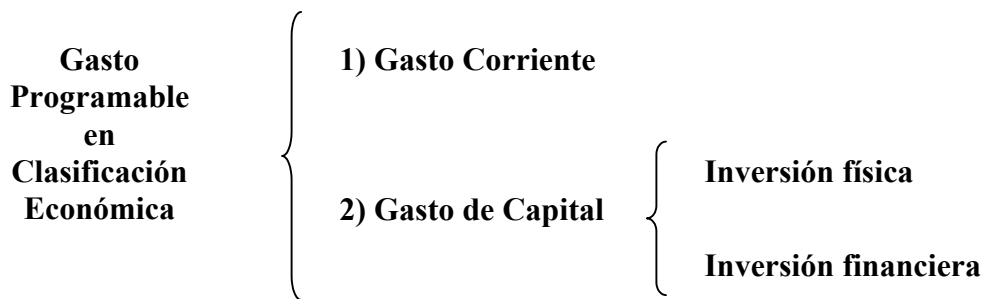 Gasto
Programable
en
Clasificación
Económica
1) Gasto Corriente
2) Gasto de Capital
Inversión física
Inversión financiera